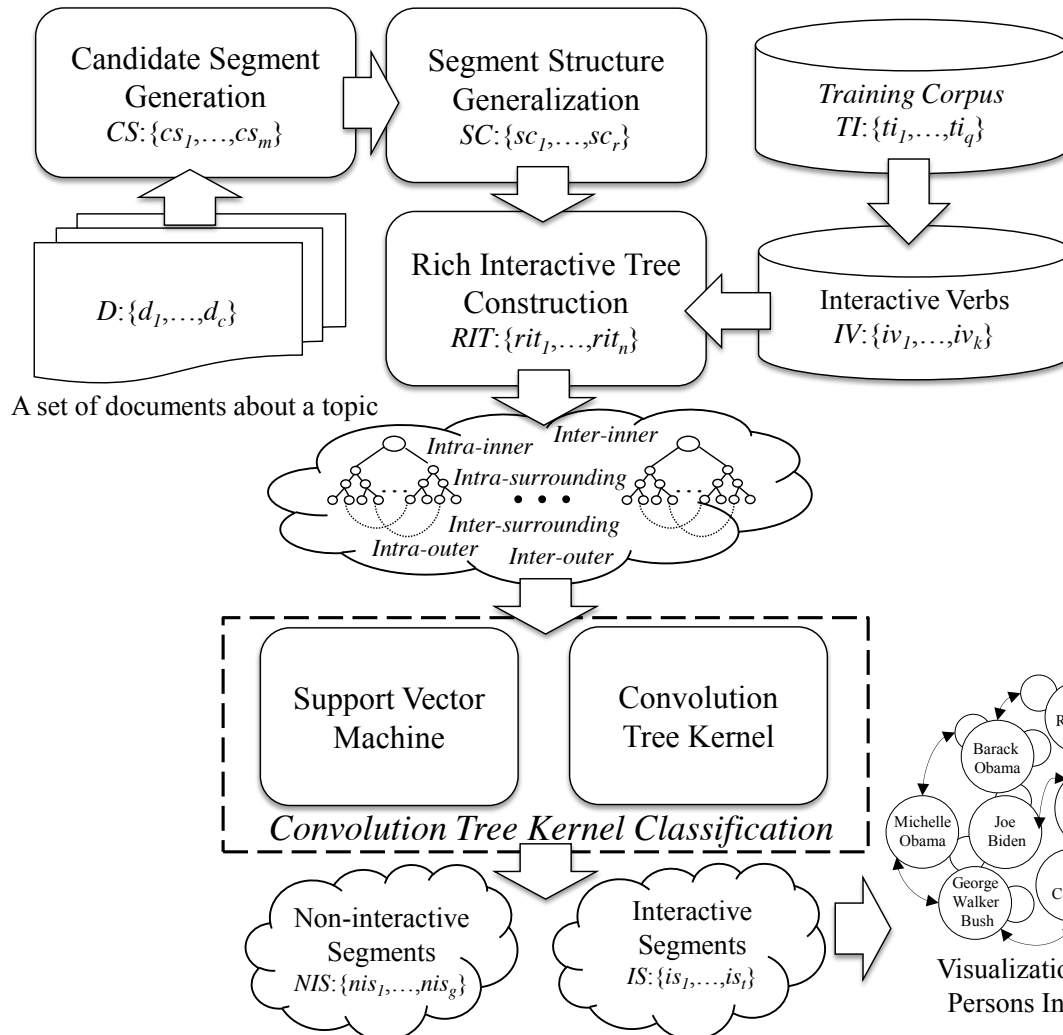 Candidate Segment
Generation
CS:{cs1,…,csm}
Segment Structure
Generalization
SC:{sc1,…,scr}
Training Corpus
TI:{ti1,…,tiq}
D:{d1,…,dc}
A set of documents about a topic
Rich Interactive Tree
Construction
RIT:{rit1,…,ritn}
Interactive Verbs
IV:{iv1,…,ivk}
Intra-inner
Inter-inner
Intra-surrounding
Inter-surrounding
Intra-outer
Inter-outer
Support Vector
Machine
Convolution
Tree Kernel
Convolution Tree Kernel Classification
Non-interactive
Segments
NIS:{nis1,…,nisg}
Interactive
Segments
IS:{is1,…,ist}
R
Barack
Obama
Michelle
Obama
Joe
Biden
C
George
Walker
Bush
Visualizatio
Persons In